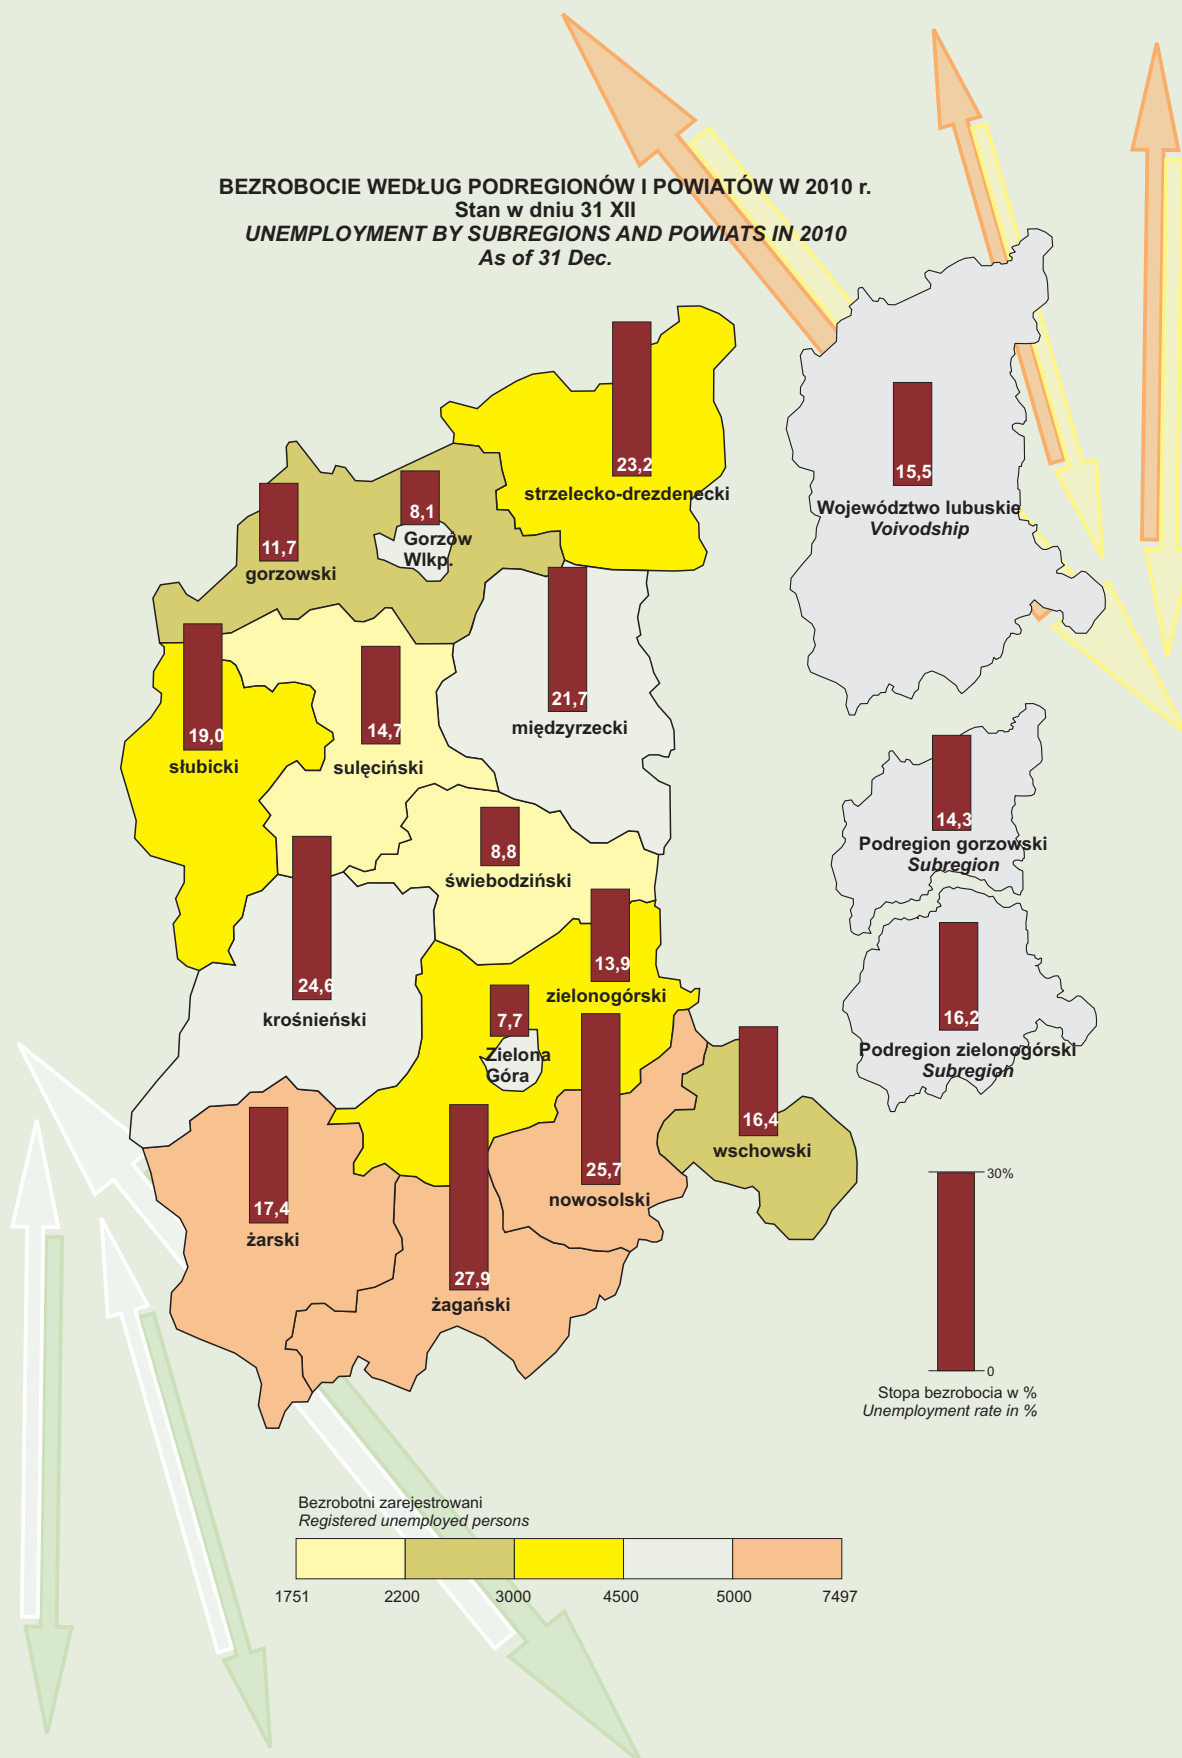 BEZROBOCIE WEDŁUG PODREGIONÓW I POWIATÓW W 2010 r.
Stan w dniu 31 XII
UNEMPLOYMENT BY SUBREGIONS AND POWIATS IN 2010
As of 31 Dec.
23,2
strzelecko-drezdenecki
15,5
Województwo lubuskie
Voivodship
8,1
Gorzów
Wlkp.
11,7
gorzowski
21,7
międzyrzecki
19,0
słubicki
14,7
sulęciński
14,3
Podregion gorzowski
Subregion
8,8
świebodziński
24,6
krośnieński
13,9
zielonogórski
7,7
Zielona
Góra
16,2
Podregion zielonogórski
Subregion
16,4
wschowski
25,7
nowosolski
17,4
żarski
27,9
żagański
30%
0
Stopa bezrobocia w %
Unemployment rate in %
Bezrobotni zarejestrowani
Registered unemployed persons
1751 2200 3000 4500 5000 7497